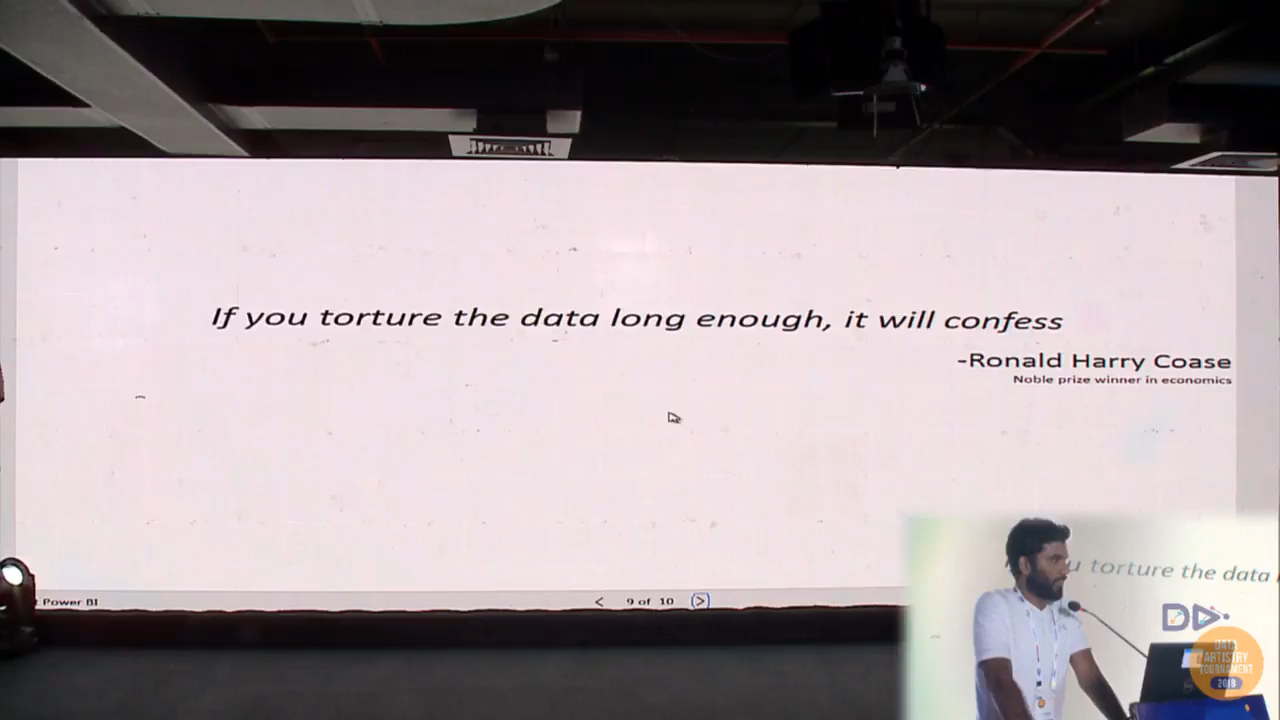 If you torture the data long enough, it will confess
-Ronald Harry Coase
Noble prize winner in economics
Power BI
< 9 of 10 >
u torture the data
DATA
ARTISTRY
TOURNAMENT
2018